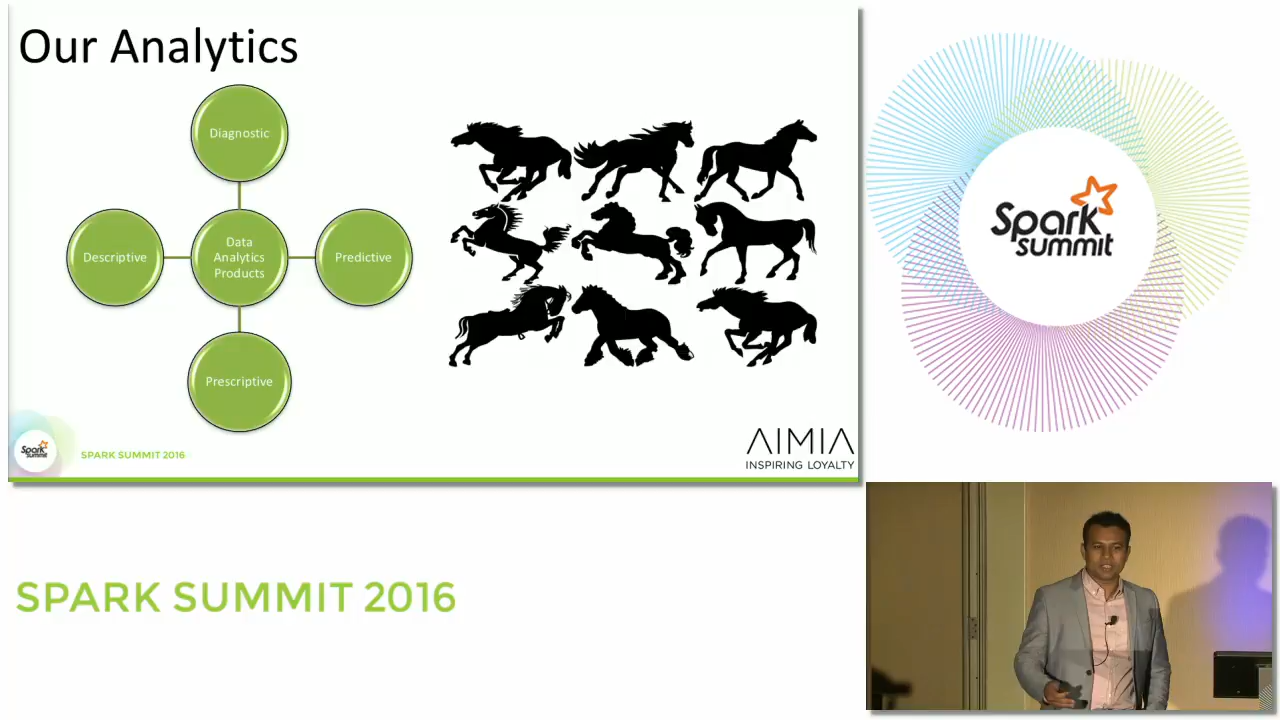 Our Analytics
Diagnostic
Descriptive
Data
Analytics
Products
Predictive
Prescriptive
Spark
Summit
SPARK SUMMIT 2016
AIMIA
INSPIRING LOYALTY
Spark
summit
SPARK SUMMIT 2016